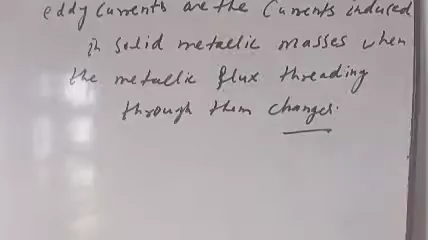 eddy currents are the currents induced
in solid metallic masses when
the metallic flux threading
through them changes.